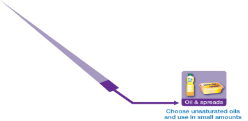 Oil & spreads
Choose unsaturated oils
and use in small amounts